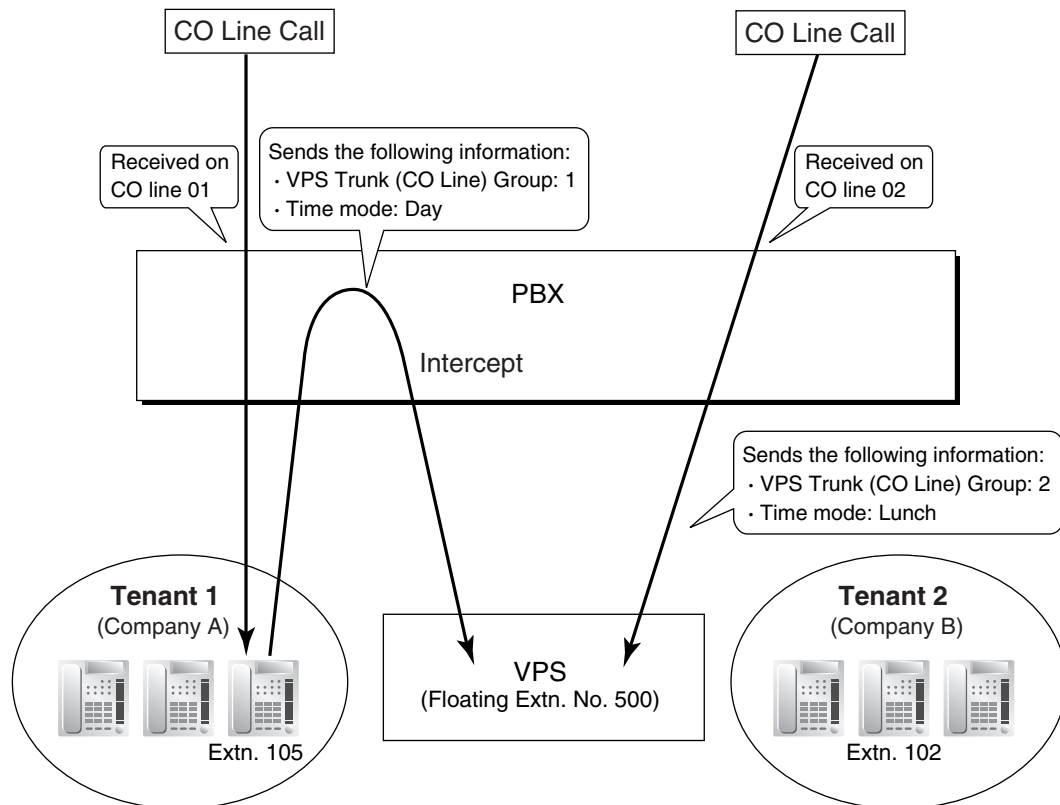 CO Line Call
CO Line Call
Received on
CO line 01
Sends the following information:
· VPS Trunk (CO Line) Group: 1
· Time mode: Day
Received on
CO line 02
PBX
Intercept
Sends the following information:
· VPS Trunk (CO Line) Group: 2
· Time mode: Lunch
Tenant 1
(Company A)
Extn. 105
VPS
(Floating Extn. No. 500)
Tenant 2
(Company B)
Extn. 102